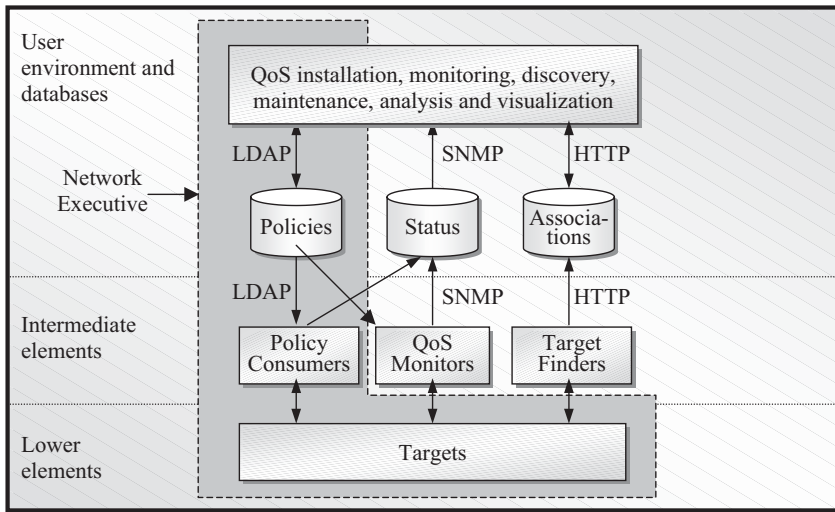 User
environment and
databases
QoS installation, monitoring, discovery,
maintenance, analysis and visualization
LDAP
SNMP
HTTP
Network
Executive
Policies
Status
Associa-
tions
LDAP
SNMP
HTTP
Intermediate
elements
Policy
Consumers
QoS
Monitors
Target
Finders
Lower
elements
Targets